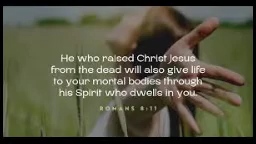 He who raised Christ Jesus
from the dead will also give life
to your mortal bodies through
his Spirit who dwells in you.
ROMANS 8:11